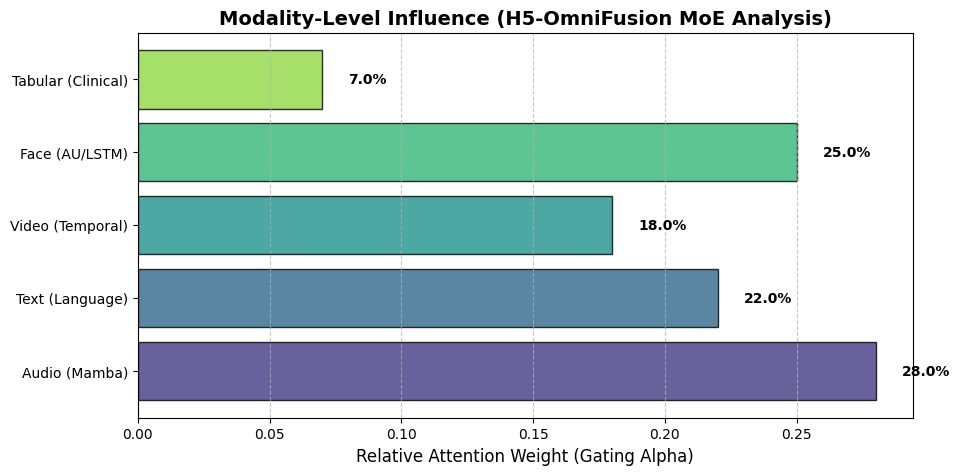 Modality-Level Influence (H5-OmniFusion MoE Analysis)
Tabular (Clinical)
7.0%
Face (AU/LSTM)
25.0%
Video (Temporal)
18.0%
Text (Language)
22.0%
Audio (Mamba)
28.0%
0.00 0.05 0.10 0.15 0.20 0.25
Relative Attention Weight (Gating Alpha)